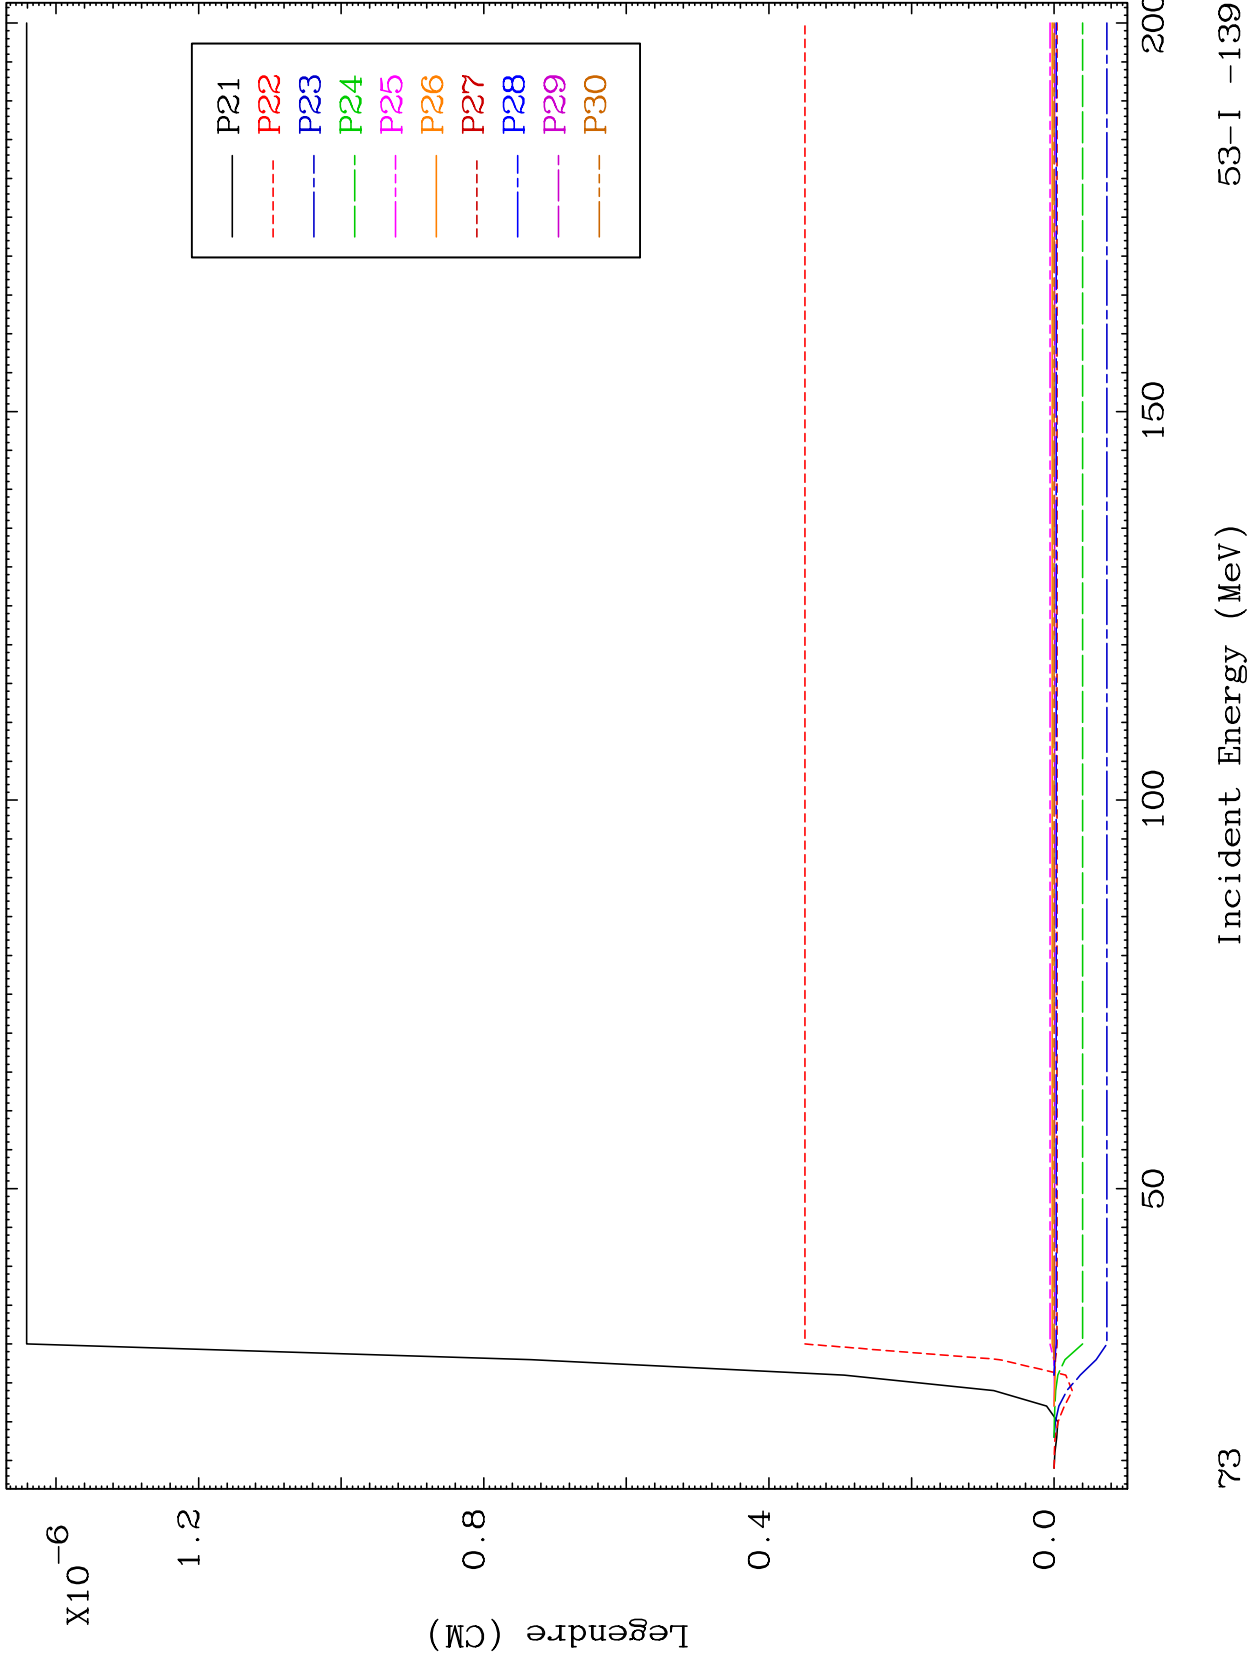 X10-6
1.2
0.8
0.4
0.0
Legendre (CM)
P21
P22
P23
P24
P25
P26
P27
P28
P29
P30
50
100
150
200
Incident Energy (MeV)
73
53-I -139